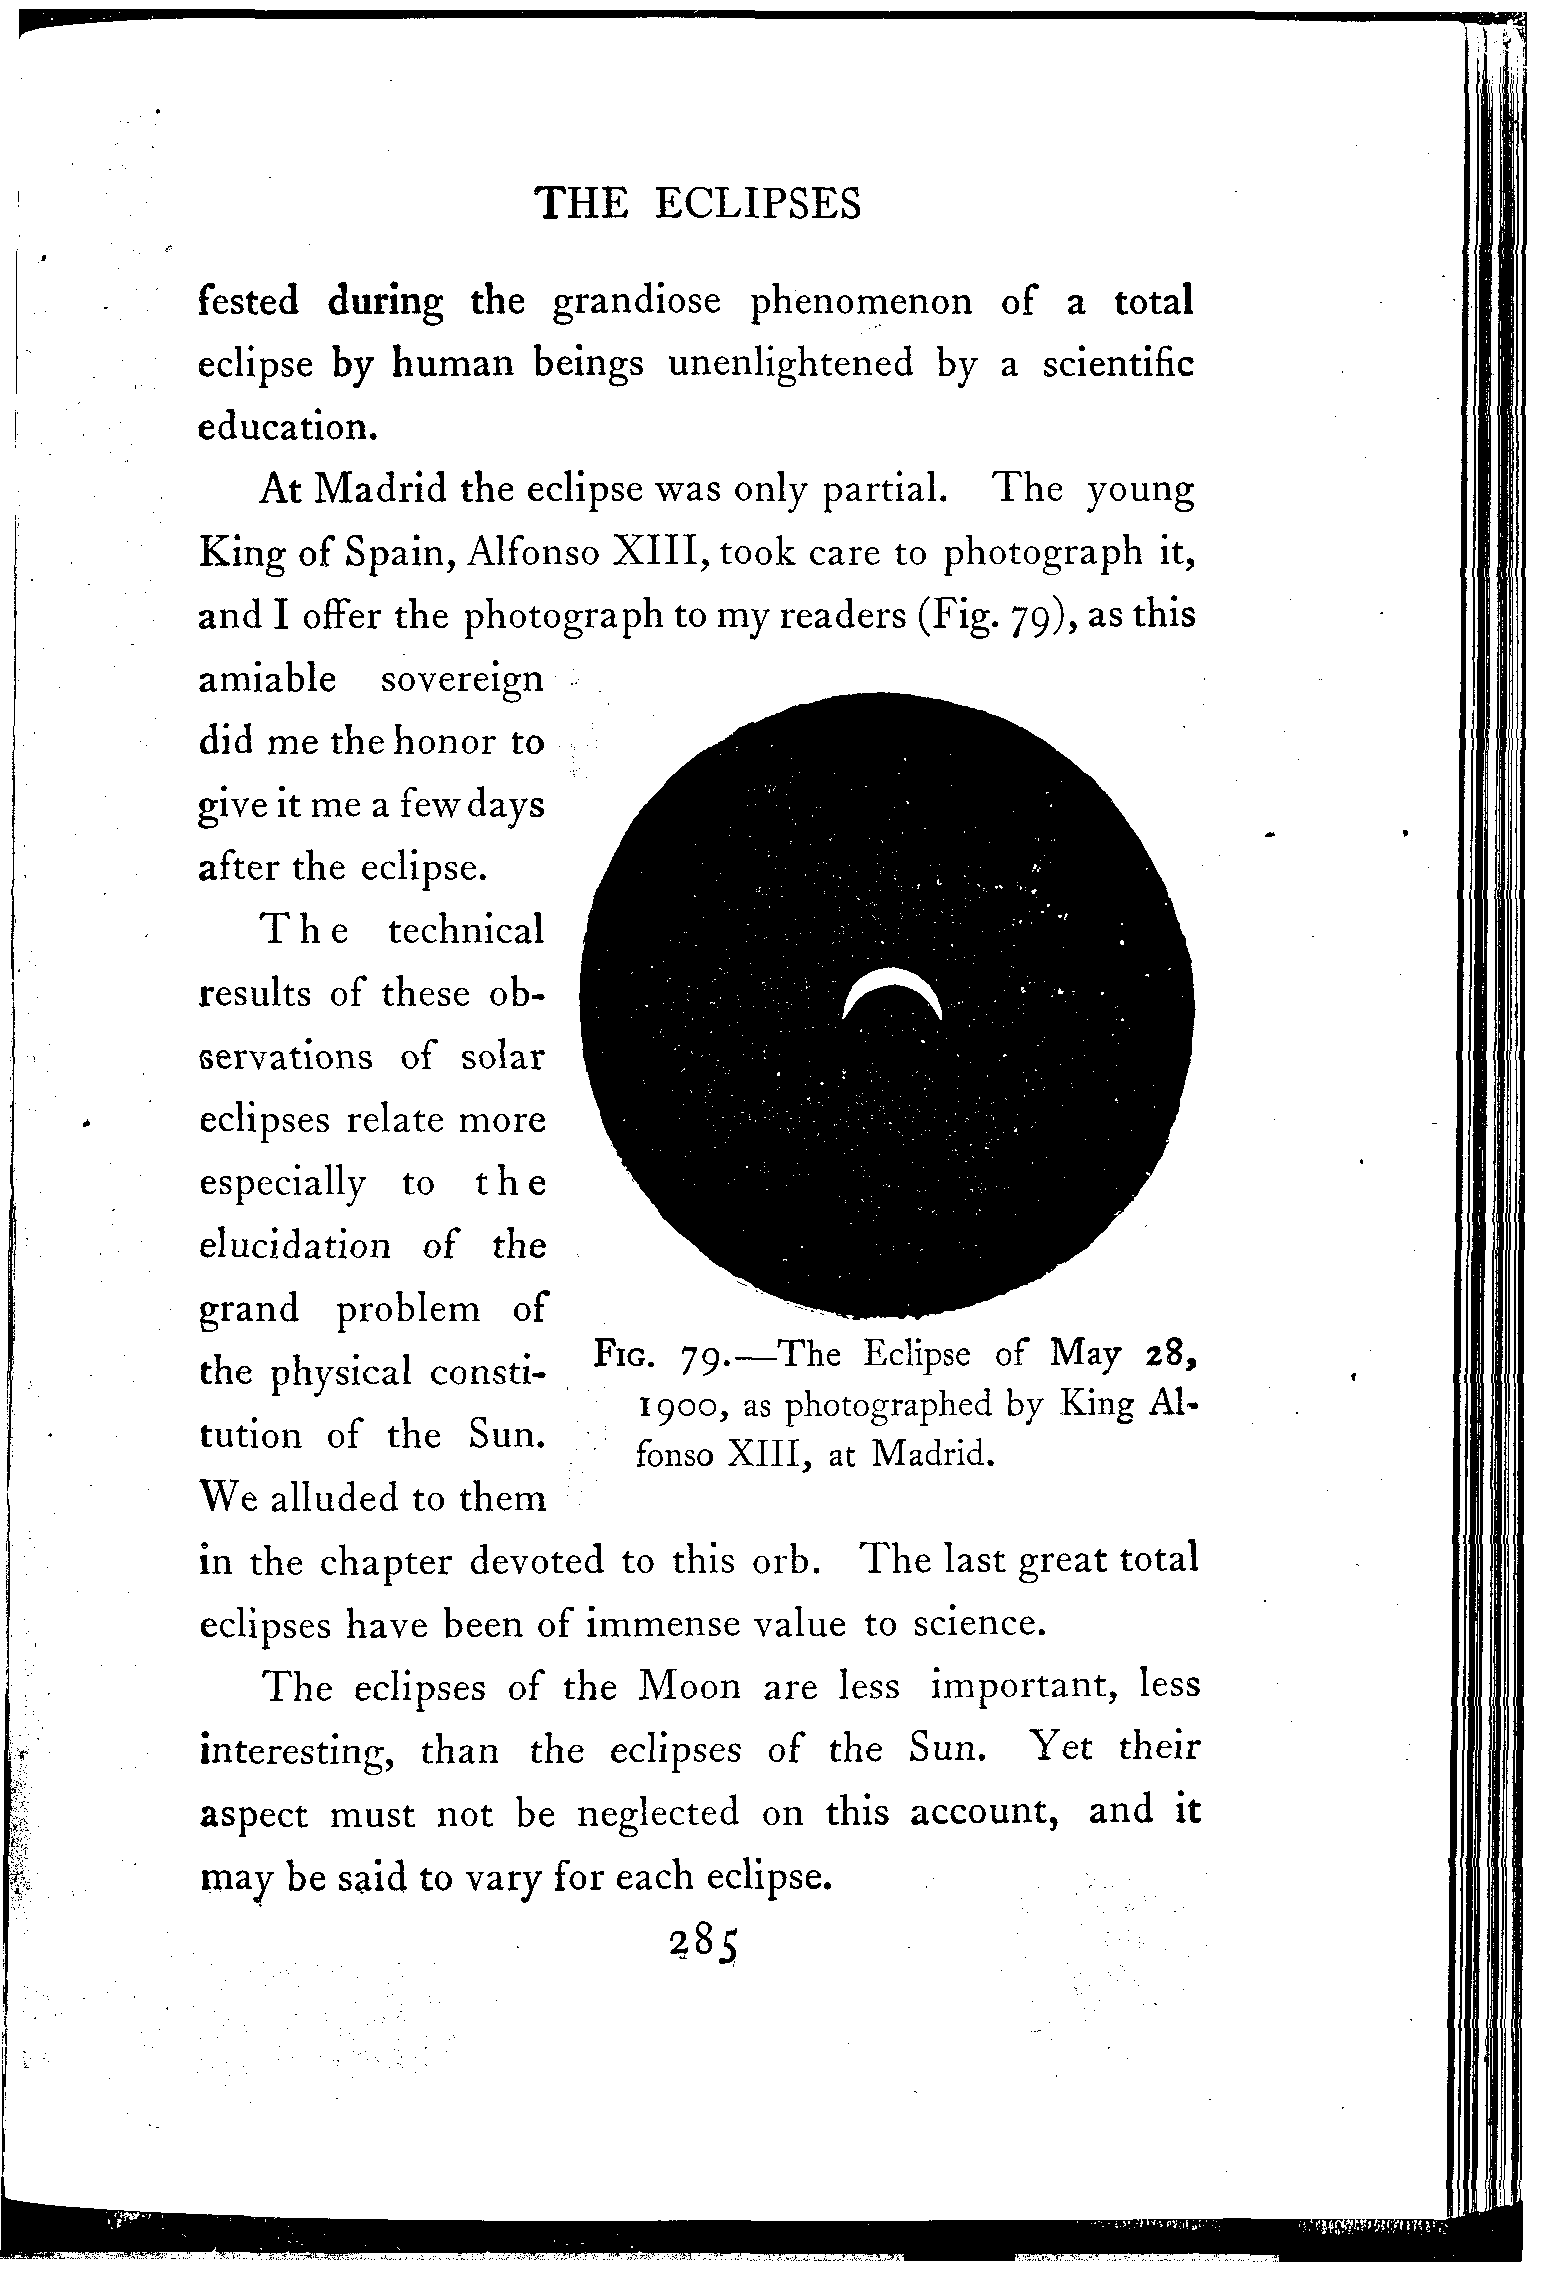 THE ECLIPSES
fested during the grandiose phenomenon of a total
eclipse by human beings unenlightened by a scientific
education.
At Madrid the eclipse was only partial. The young
King of Spain, Alfonso XIII, took care to photograph it,
and I offer the photograph to my readers (Fig. 79), as this
amiable sovereign
did me the honor to
give it me a few days
after the eclipse.
The technical
results of these ob-
servations of solar
eclipses relate more
especially to the
elucidation of the
grand problem of
the physical consti-
tution of the Sun.
We alluded to them
FIG. 79.—The Eclipse of May 28,
1900, as photographed by King Al-
fonso XIII, at Madrid.
in the chapter devoted to this orb. The last great total
eclipses have been of immense value to science.
The eclipses of the Moon are less important, less
interesting, than the eclipses of the Sun. Yet their
aspect must not be neglected on this account, and it
may be said to vary for each eclipse.
285